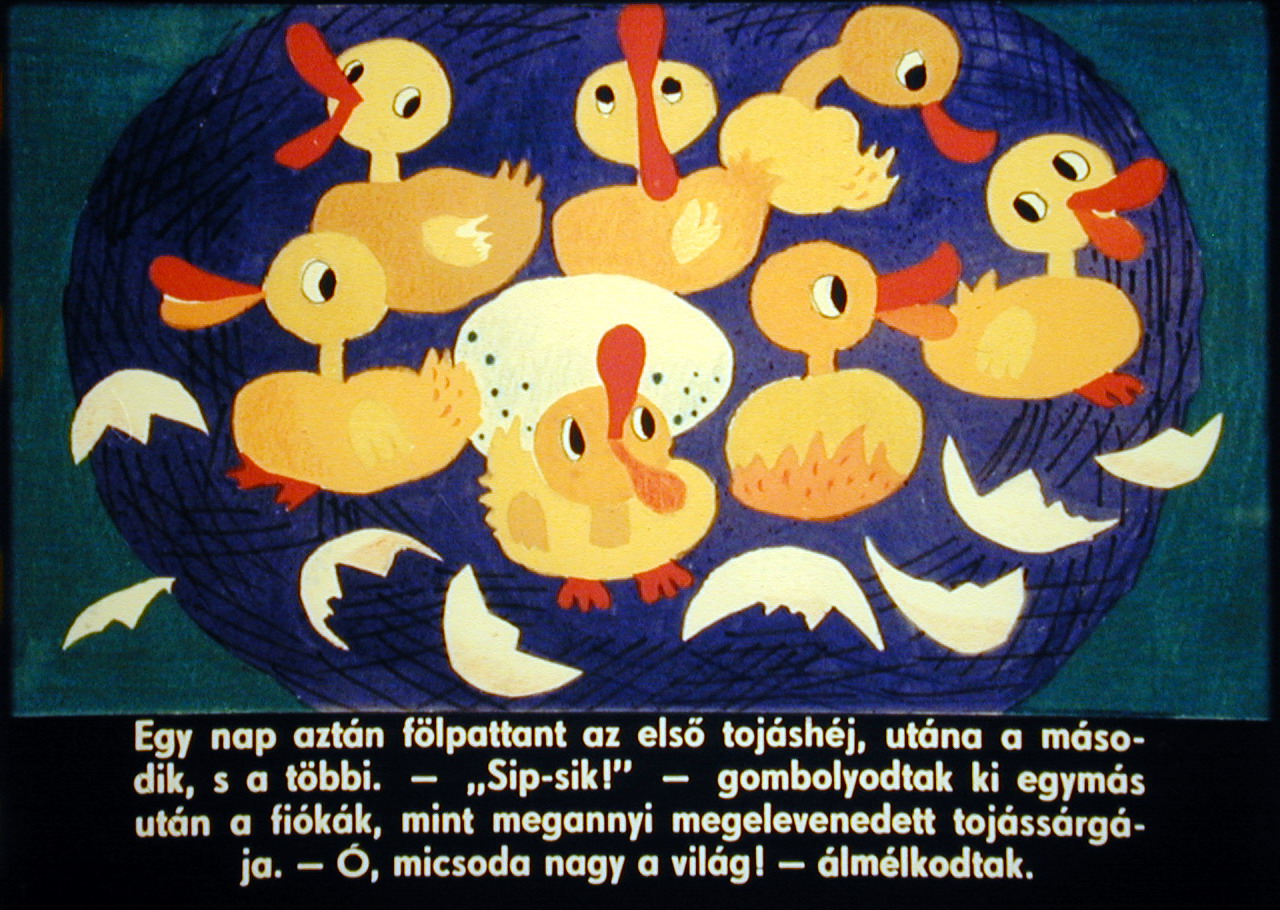 Egy nap aztán fölpattant az első tojáshéj, utána a máso-
dik, s a többi. — „Sip-sik!” — gombolyodtak ki egymás
után a fiókák, mint megannyi megelevenedett tojássárgá-
ja. — Ó, micsoda nagy a világ! — álmélkodtak.